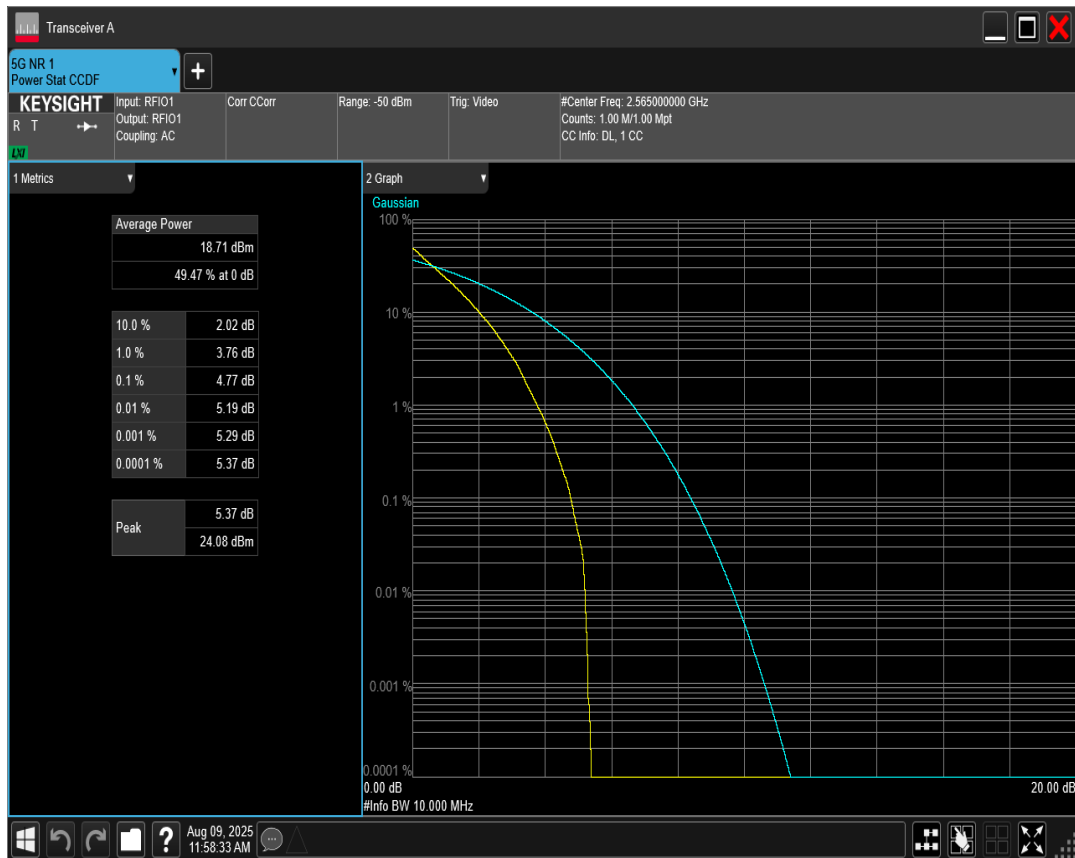 Transceiver A
5G NR 1
Power Stat CCDF
+
KEYSIGHT
R T
LXI
Input: RFIO1
Output: RFIO1
Coupling: AC
Corr CCorr
Range: -50 dBm
Trig: Video
#Center Freq: 2.565000000 GHz
Counts: 1.00 M/1.00 Mpt
CC Info: DL, 1 CC
1 Metrics
Average Power
18.71 dBm
49.47 % at 0 dB
10.0 % 2.02 dB
1.0 % 3.76 dB
0.1 % 4.77 dB
0.01 % 5.19 dB
0.001 % 5.29 dB
0.0001 % 5.37 dB
Peak
5.37 dB
24.08 dBm
2 Graph
Gaussian
100 %
10 %
1 %
0.1 %
0.01 %
0.001 %
0.0001 %
0.00 dB 20.00 dB
#Info BW 10.000 MHz
?
Aug 09, 2025
11:58:33 AM